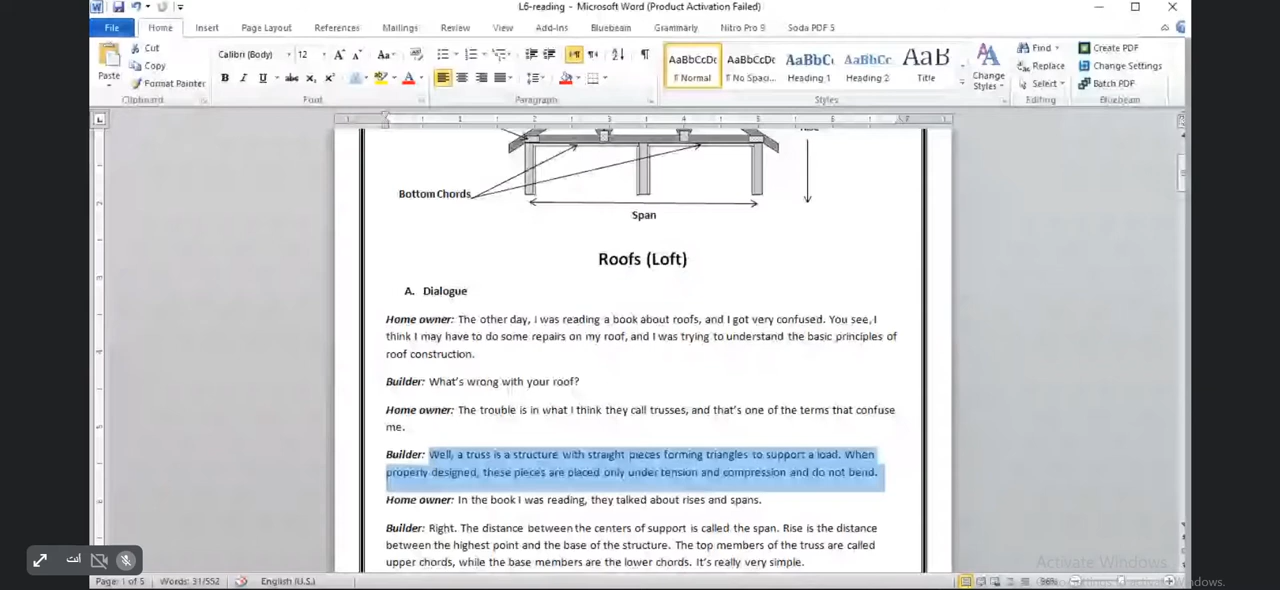 L6-reading - Microsoft Word (Product Activation Failed)
File Home Insert Page Layout References Mailings Review View Add-Ins Bluebeam Grammarly Nitro Pro 9 Soda PDF 5
Paste
Cut
Copy
Format Painter
Clipboard
Calibri (Body) 12
Font
Paragraph
AaBbCcDc AaBbCcDc AaBbCı AaBbCc AaB
¶ Normal ¶ No Spaci... Heading 1 Heading 2 Title
Change Styles
Styles
Find
Replace
Select
Editing
Create PDF
Change Settings
Batch PDF
Bluebeam
Bottom Chords
Span
Roofs (Loft)
A. Dialogue
Home owner: The other day, I was reading a book about roofs, and I got very confused. You see, I
think I may have to do some repairs on my roof, and I was trying to understand the basic principles of
roof construction.
Builder: What's wrong with your roof?
Home owner: The trouble is in what I think they call trusses, and that's one of the terms that confuse
me.
Builder: Well, a truss is a structure with straight pieces forming triangles to support a load. When
properly designed, these pieces are placed only under tension and compression and do not bend.
Home owner: In the book I was reading, they talked about rises and spans.
Builder: Right. The distance between the centers of support is called the span. Rise is the distance
between the highest point and the base of the structure. The top members of the truss are called
upper chords, while the base members are the lower chords. It's really very simple.
انت
Activate Windows
Page: 1 of 5 Words: 31/552 English (U.S.) 96%